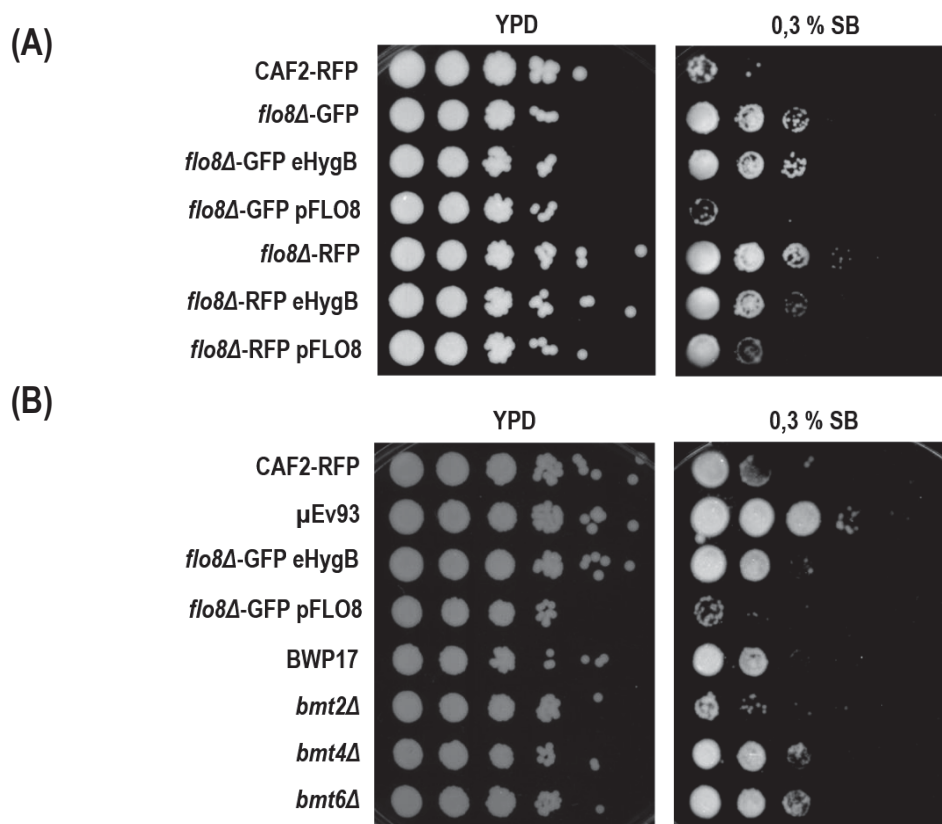 (A)
YPD 0,3 % SB
CAF2-RFP
flo8Δ-GFP
flo8Δ-GFP eHygB
flo8Δ-GFP pFLO8
flo8Δ-RFP
flo8Δ-RFP eHygB
flo8Δ-RFP pFLO8
(B)
YPD 0,3 % SB
CAF2-RFP
μEv93
flo8Δ-GFP eHygB
flo8Δ-GFP pFLO8
BWP17
bmt2Δ
bmt4Δ
bmt6Δ